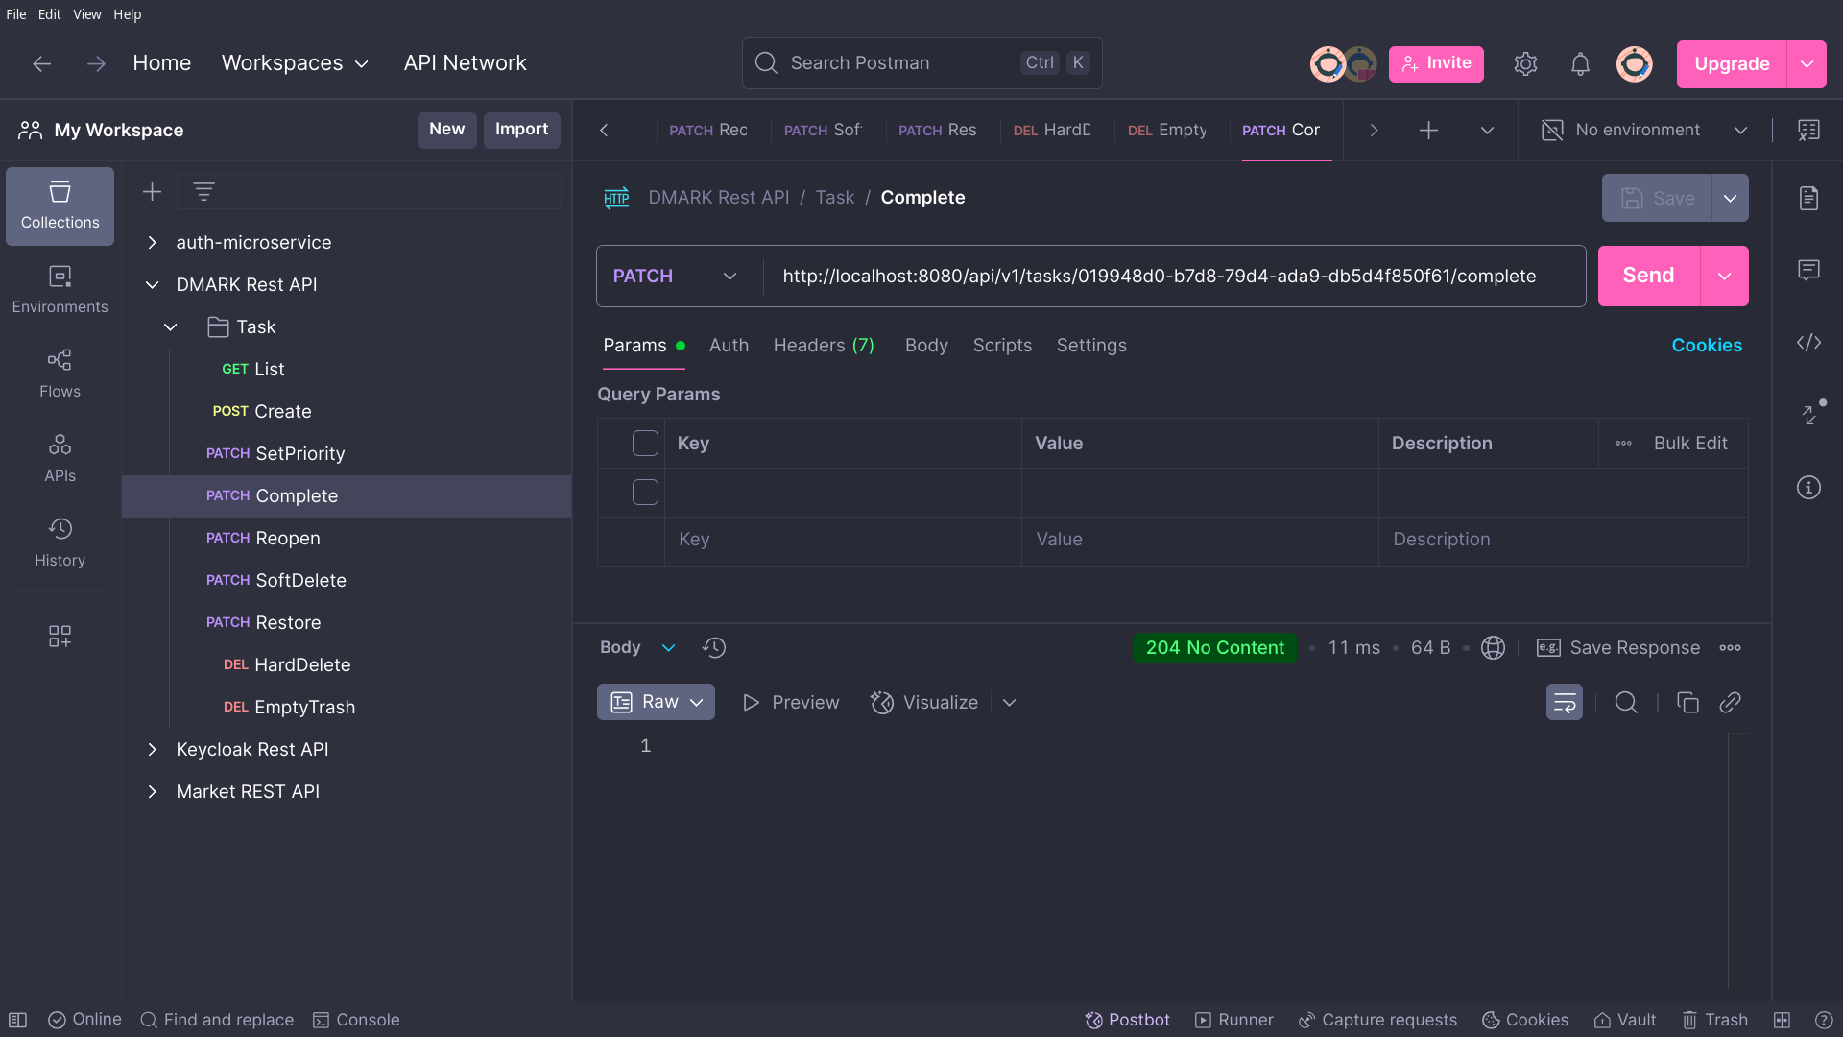 File Edit View Help
Home Workspaces API Network
Search Postman Ctrl K
Invite
Upgrade
My Workspace New Import
PATCH Rec PATCH Sof PATCH Res DEL HardD DEL Empty PATCH Cor
No environment
Collections
Environments
Flows
APIs
History
auth-microservice
DMARK Rest API
Task
GET List
POST Create
PATCH SetPriority
PATCH Complete
PATCH Reopen
PATCH SoftDelete
PATCH Restore
DEL HardDelete
DEL EmptyTrash
Keycloak Rest API
Market REST API
HTTP DMARK Rest API / Task / Complete
Save
PATCH http://localhost:8080/api/v1/tasks/019948d0-b7d8-79d4-ada9-db5d4f850f61/complete
Send
Params Auth Headers (7) Body Scripts Settings
Cookies
Query Params
Key Value Description Bulk Edit
Key Value Description
Body
204 No Content 11 ms 64 B e.g. Save Response
Raw Preview Visualize
1
Online Find and replace Console
Postbot Runner Capture requests Cookies Vault Trash